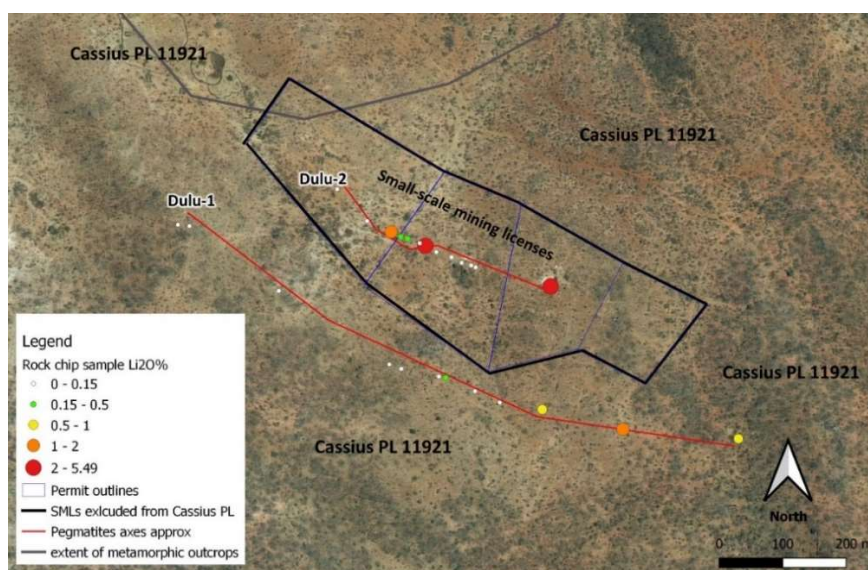 Cassius PL 11921
Cassius PL 11921
Dulu-2
Small-scale mining licenses
Dulu-1
Legend
Rock chip sample Li2O%
0 - 0.15
0.15 - 0.5
0.5 - 1
1 - 2
2 - 5.49
Permit outlines
SMLs exlcuded from Cassius PL
Pegmatites axes approx
extent of metamorphic outcrops
Cassius PL 11921
Cassius PL 11921
North
0 100 200 m